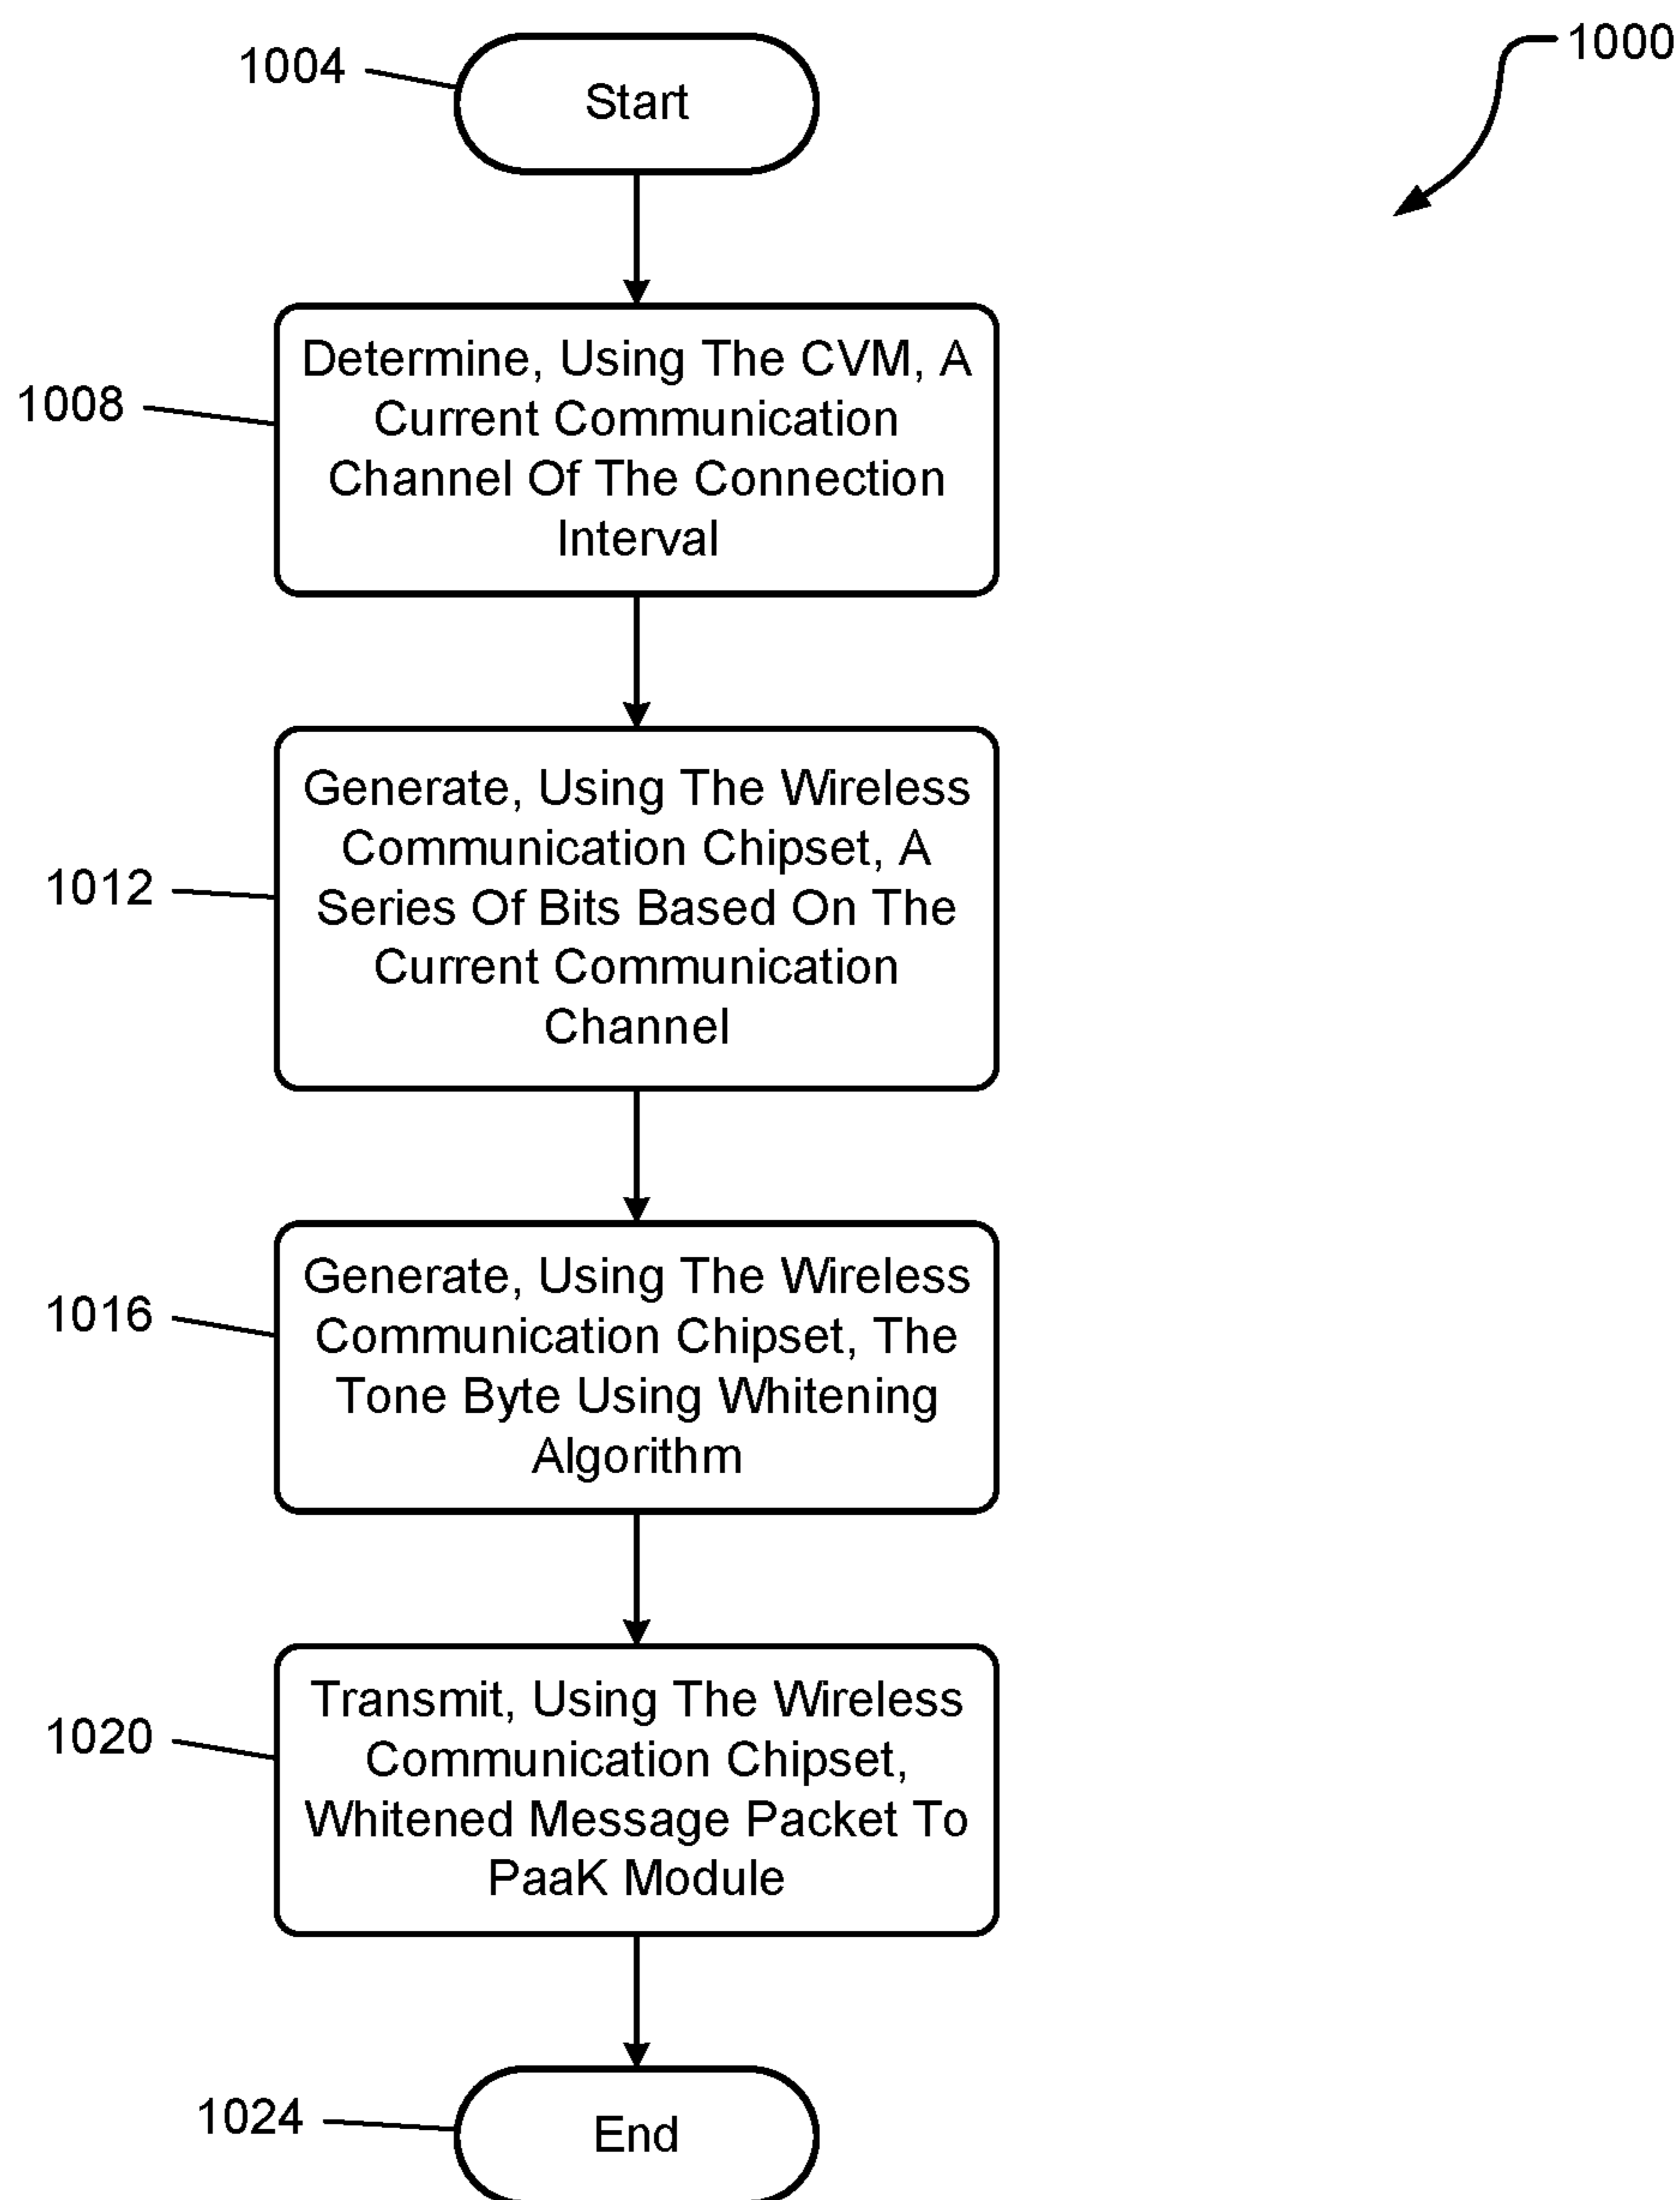 1000
1004
Start
1008
Determine, Using The CVM, A
Current Communication
Channel Of The Connection
Interval
1012
Generate, Using The Wireless
Communication Chipset, A
Series Of Bits Based On The
Current Communication
Channel
1016
Generate, Using The Wireless
Communication Chipset, The
Tone Byte Using Whitening
Algorithm
1020
Transmit, Using The Wireless
Communication Chipset,
Whitened Message Packet To
PaaK Module
1024
End